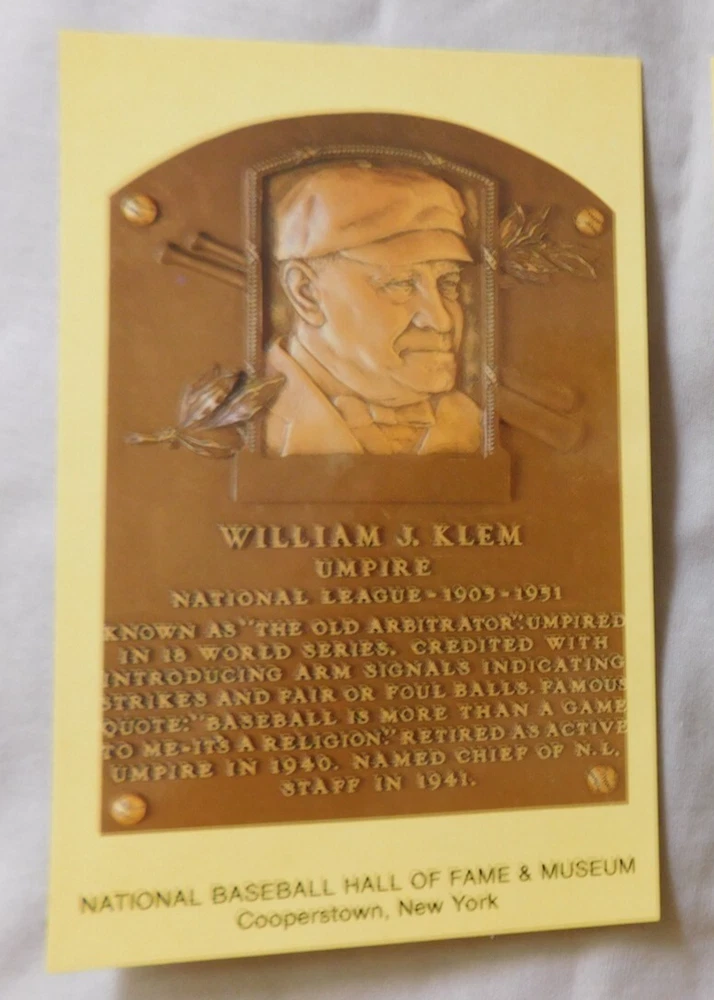 WILLIAM J. KLEM
UMPIRE
NATIONAL LEAGUE-1905-1951
KNOWN AS "THE OLD ARBITRATOR". UMPIRED
IN 18 WORLD SERIES. CREDITED WITH
INTRODUCING ARM SIGNALS INDICATING
STRIKES AND FAIR OR FOUL BALLS. FAMOUS
QUOTE: "BASEBALL IS MORE THAN A GAME
TO ME-IT'S A RELIGION." RETIRED AS ACTIVE
UMPIRE IN 1940. NAMED CHIEF OF N.L.
STAFF IN 1941.
NATIONAL BASEBALL HALL OF FAME & MUSEUM
Cooperstown, New York